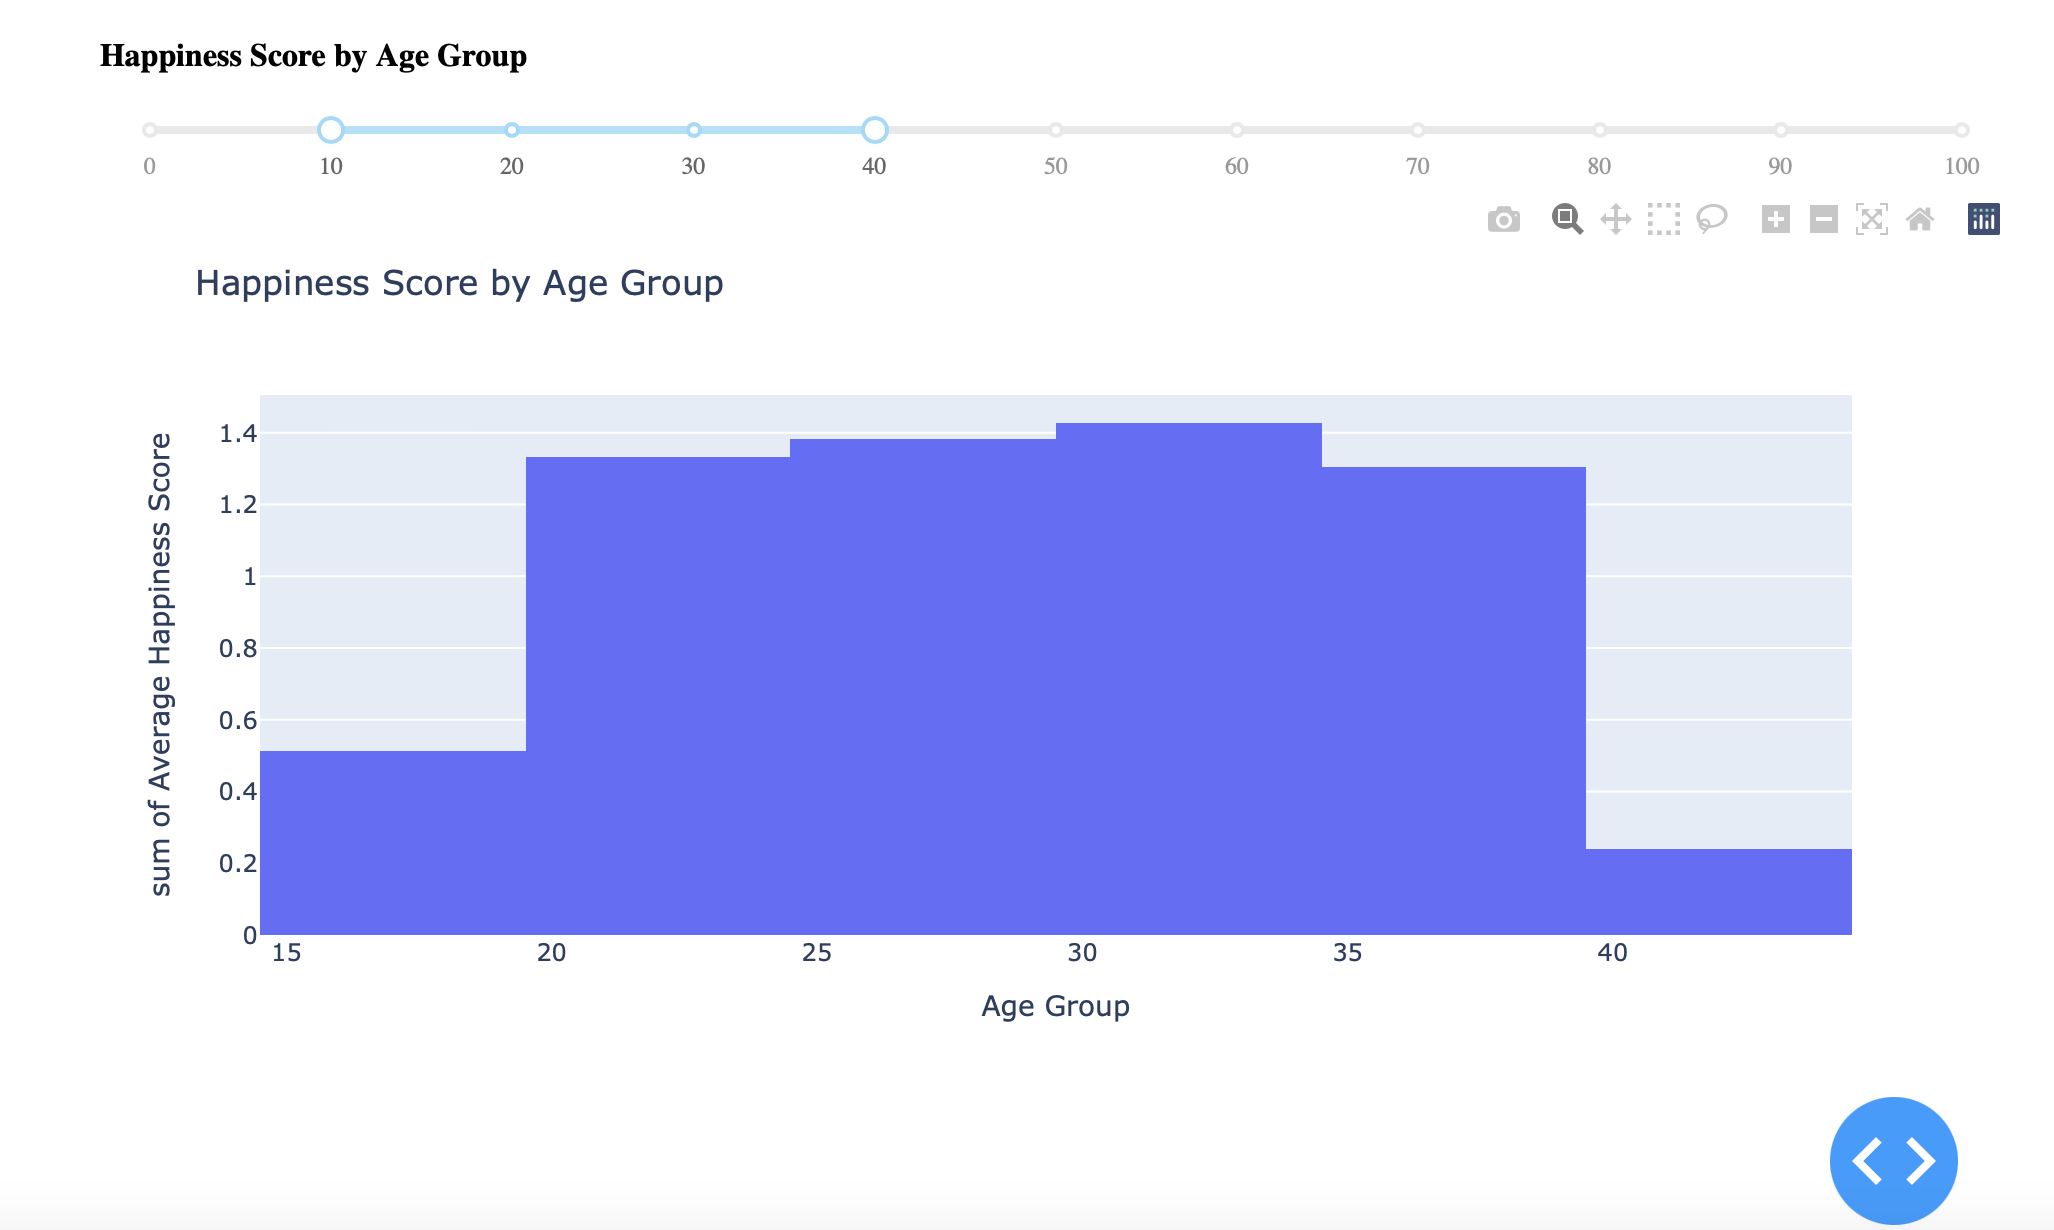 Happiness Score by Age Group
0 10 20 30 40 50 60 70 80 90 100
Happiness Score by Age Group
sum of Average Happiness Score
1.4
1.2
1
0.8
0.6
0.4
0.2
0
15 20 25 30 35 40
Age Group